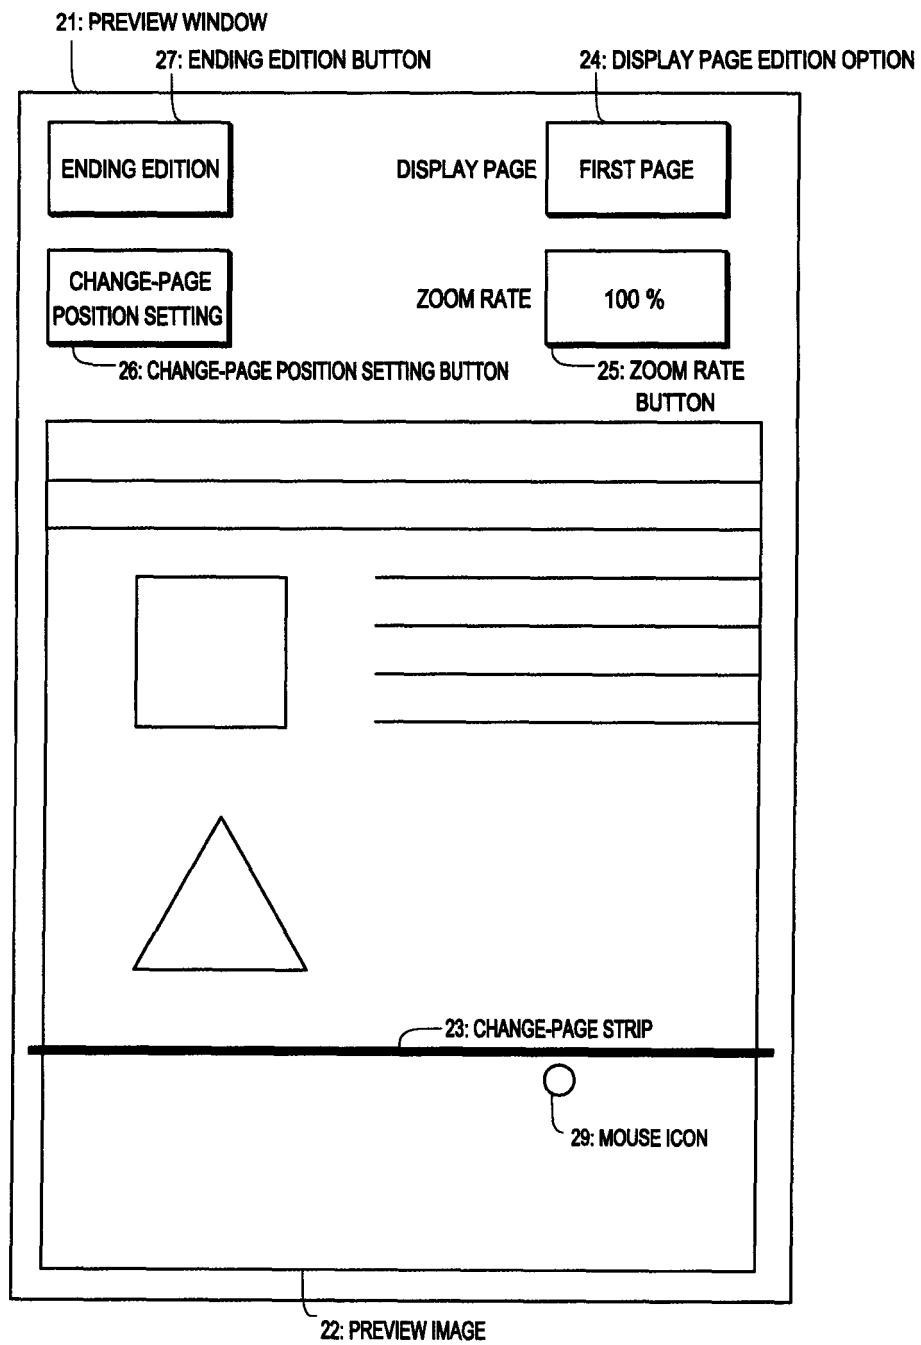 21: PREVIEW WINDOW
27: ENDING EDITION BUTTON
24: DISPLAY PAGE EDITION OPTION
ENDING EDITION
DISPLAY PAGE
FIRST PAGE
CHANGE-PAGE
POSITION SETTING
ZOOM RATE
100 %
26: CHANGE-PAGE POSITION SETTING BUTTON
25: ZOOM RATE
BUTTON
23: CHANGE-PAGE STRIP
29: MOUSE ICON
22: PREVIEW IMAGE